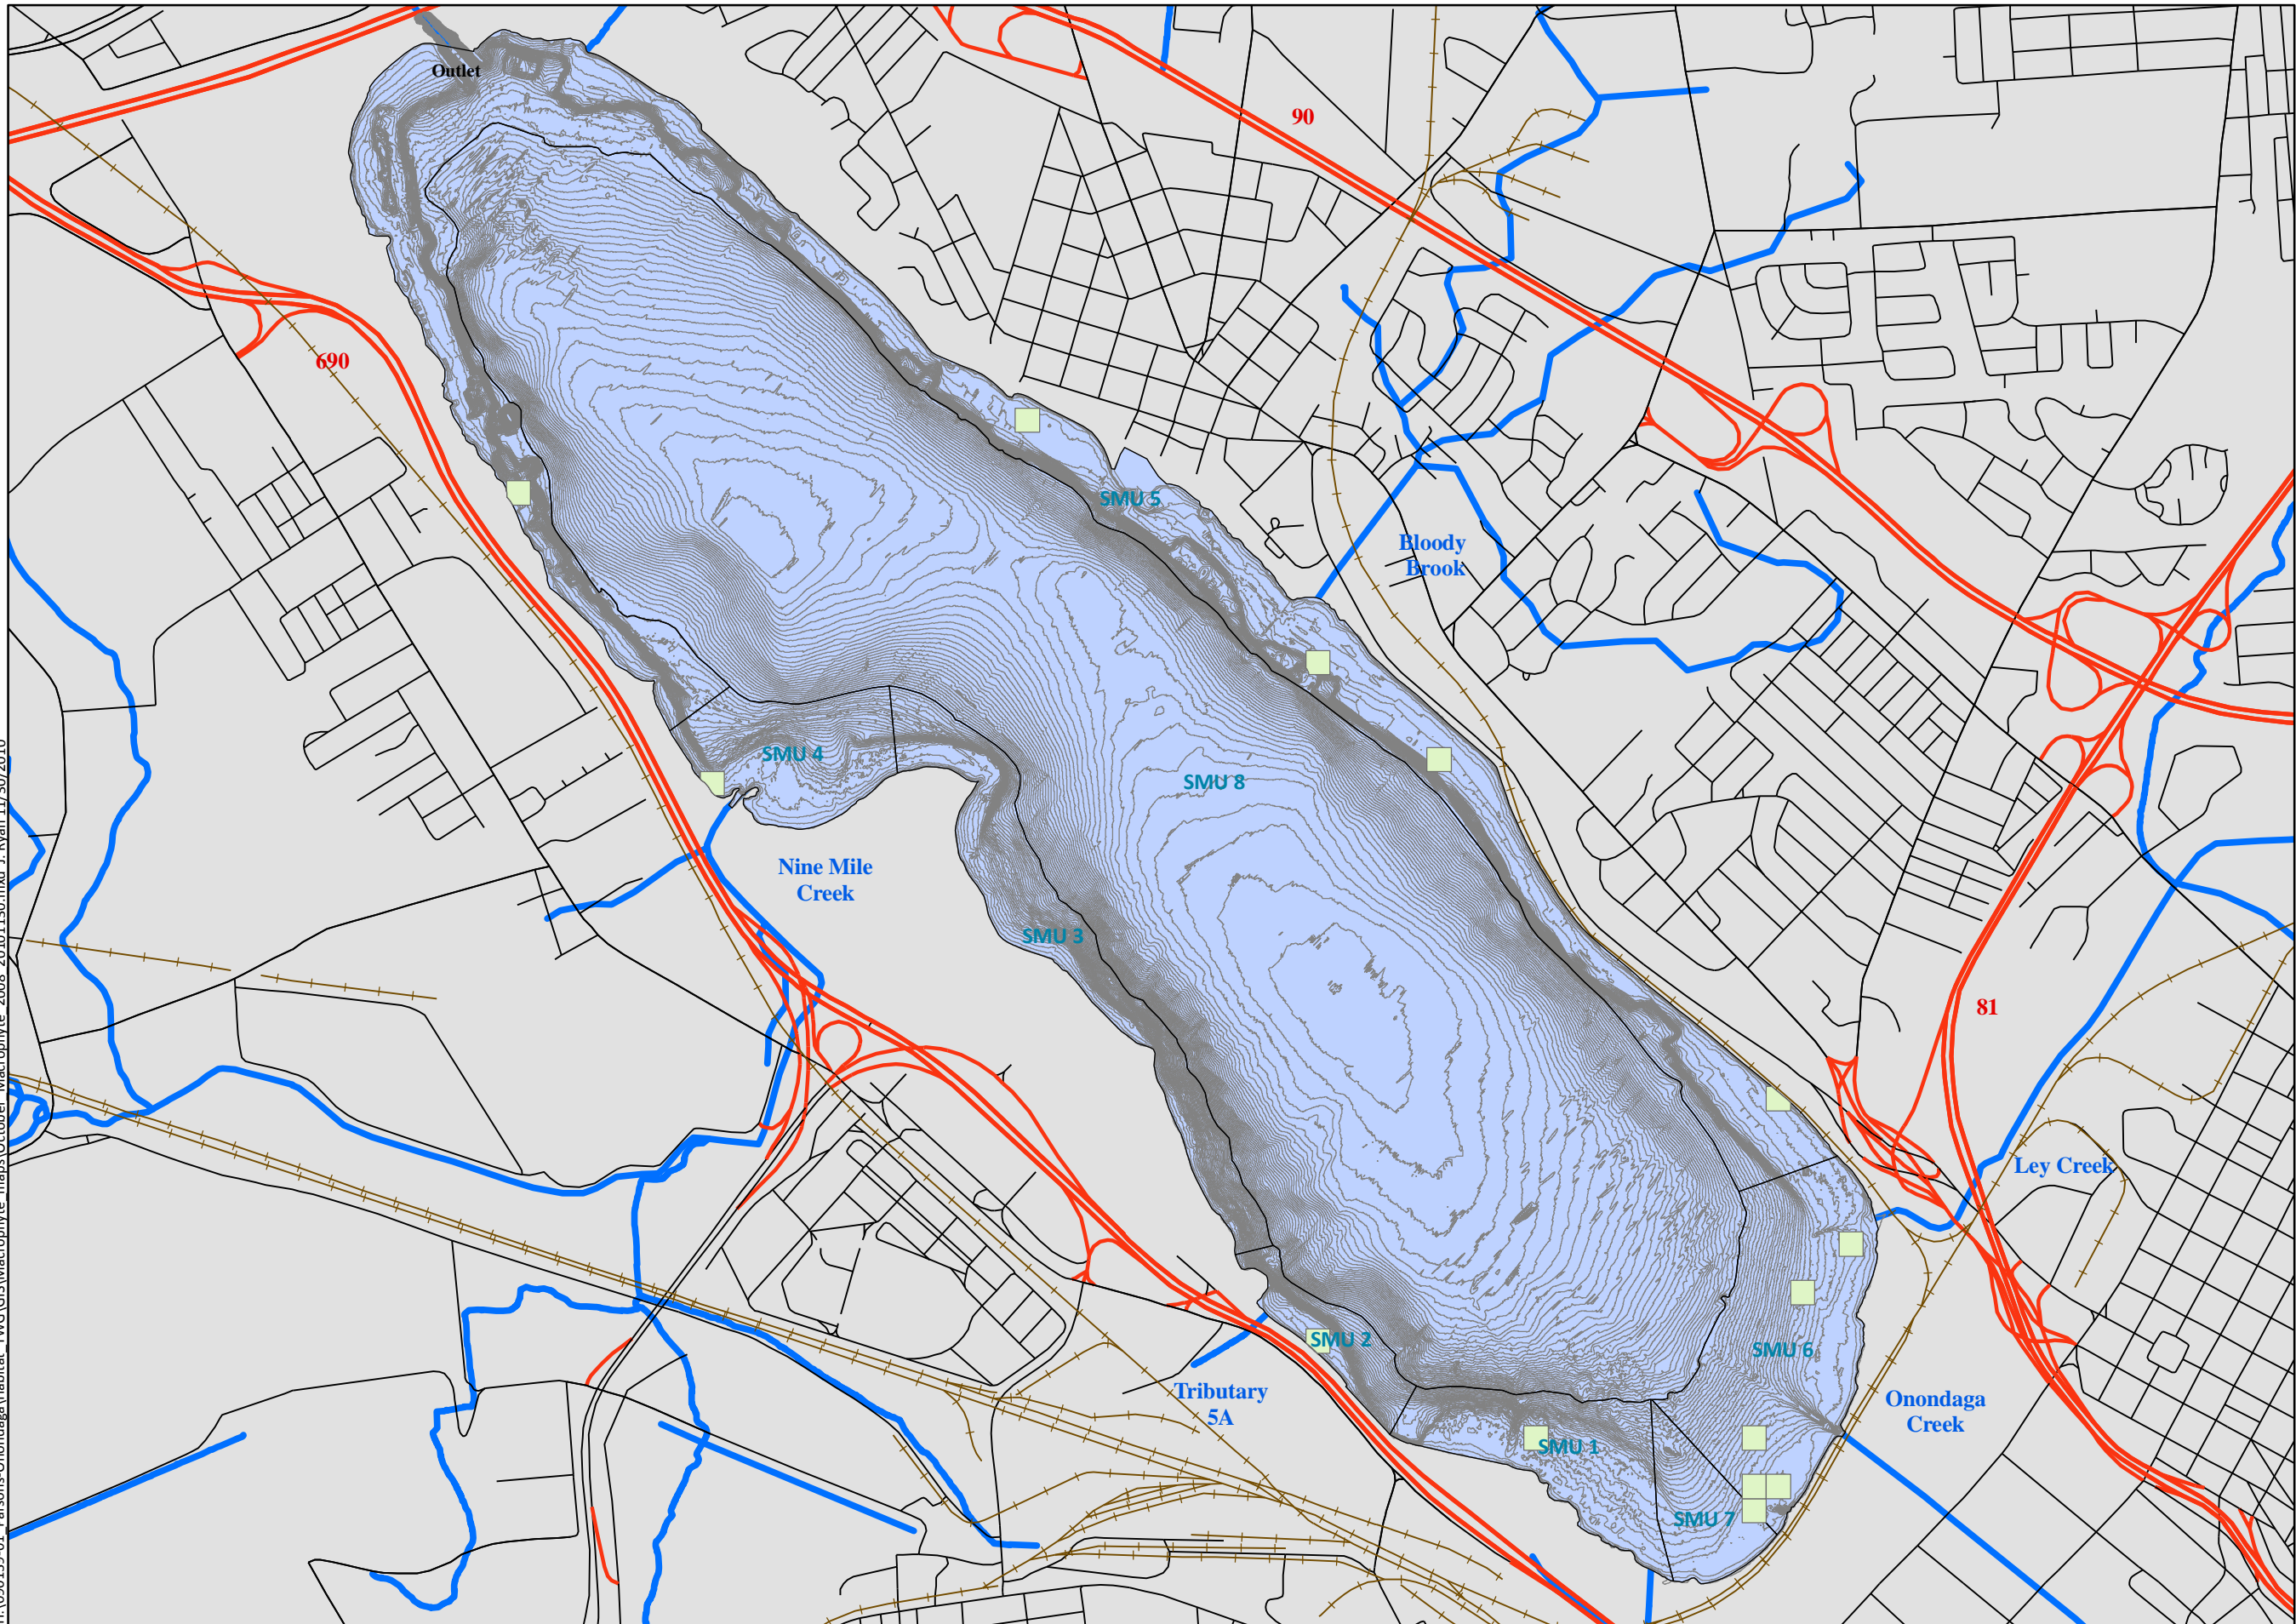 Outlet
90
690
SMU 5
Bloody
Brook
SMU 4
SMU 8
Nine Mile
Creek
SMU 3
81
Ley Creek
SMU 2
SMU 6
Tributary
5A
Onondaga
Creek
SMU 1
SMU 7